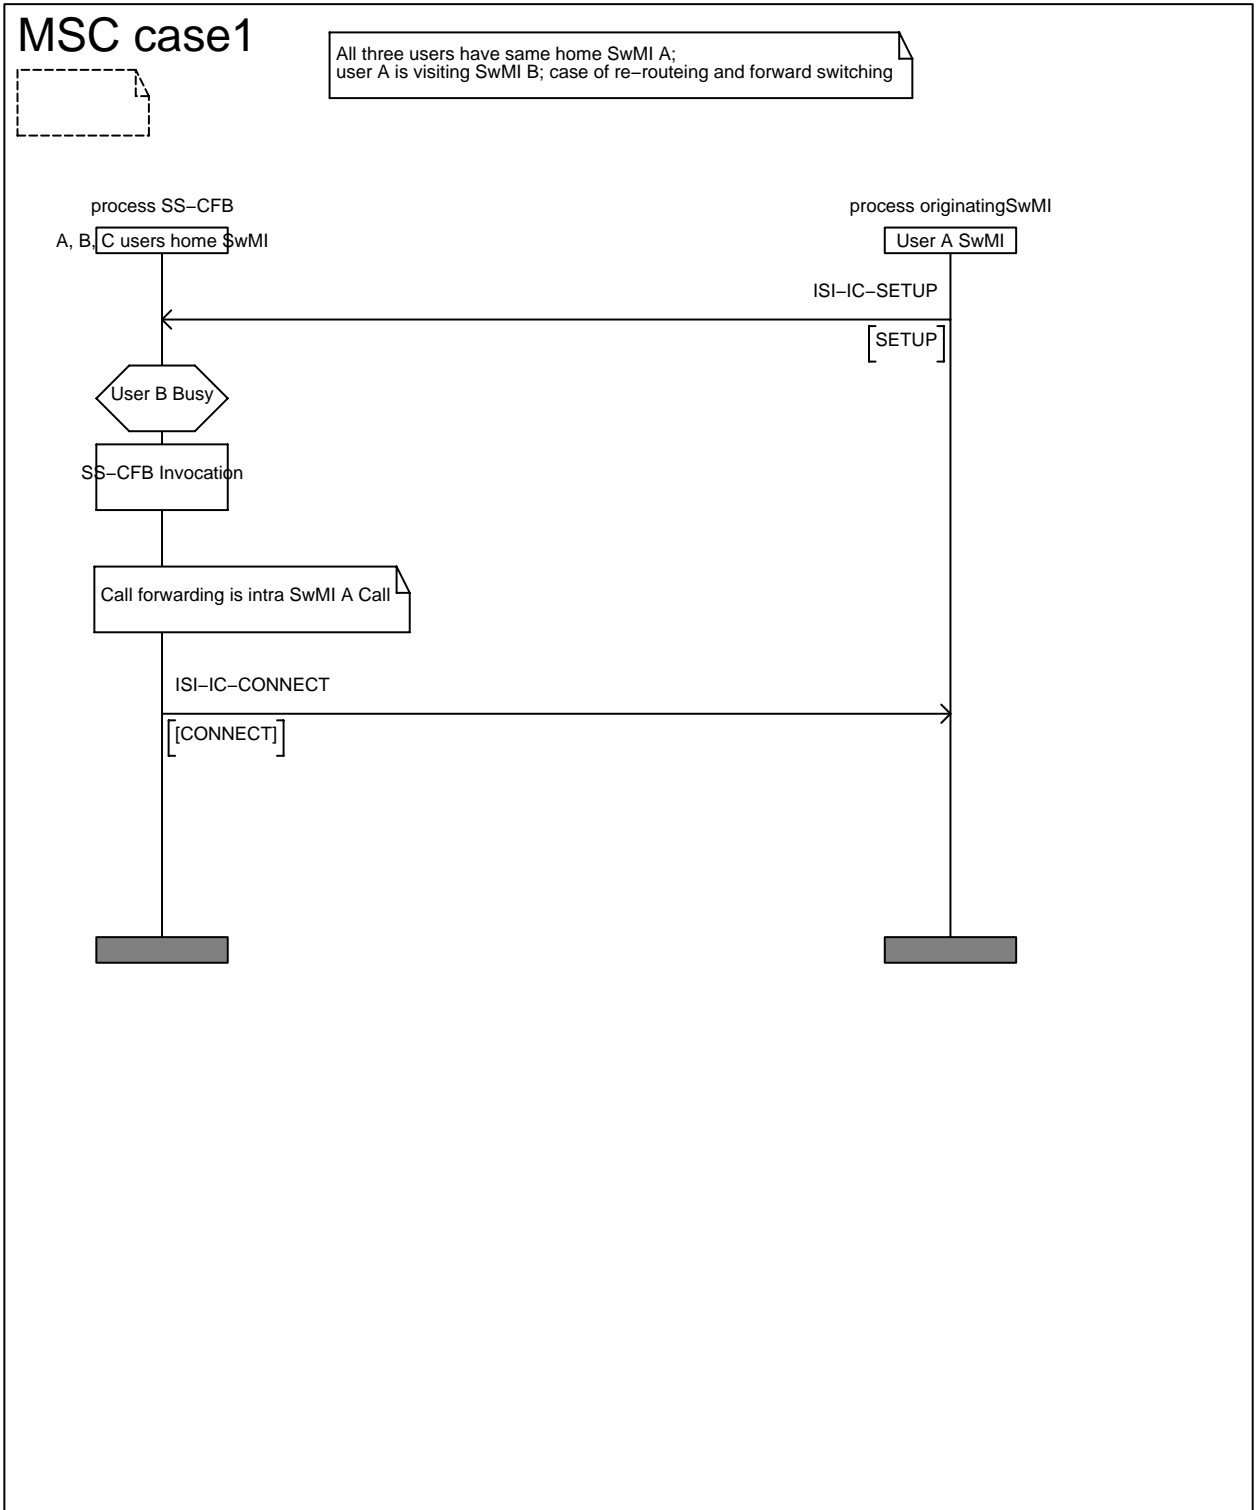 MSC case1
All three users have same home SwMI A;
user A is visiting SwMI B; case of re−routeing and forward switching
process SS−CFB
process originatingSwMI
A, B, C users home SwMI
User A SwMI
ISI−IC−SETUP
SETUP
User B Busy
SS−CFB Invocation
Call forwarding is intra SwMI A Call
ISI−IC−CONNECT
[CONNECT]